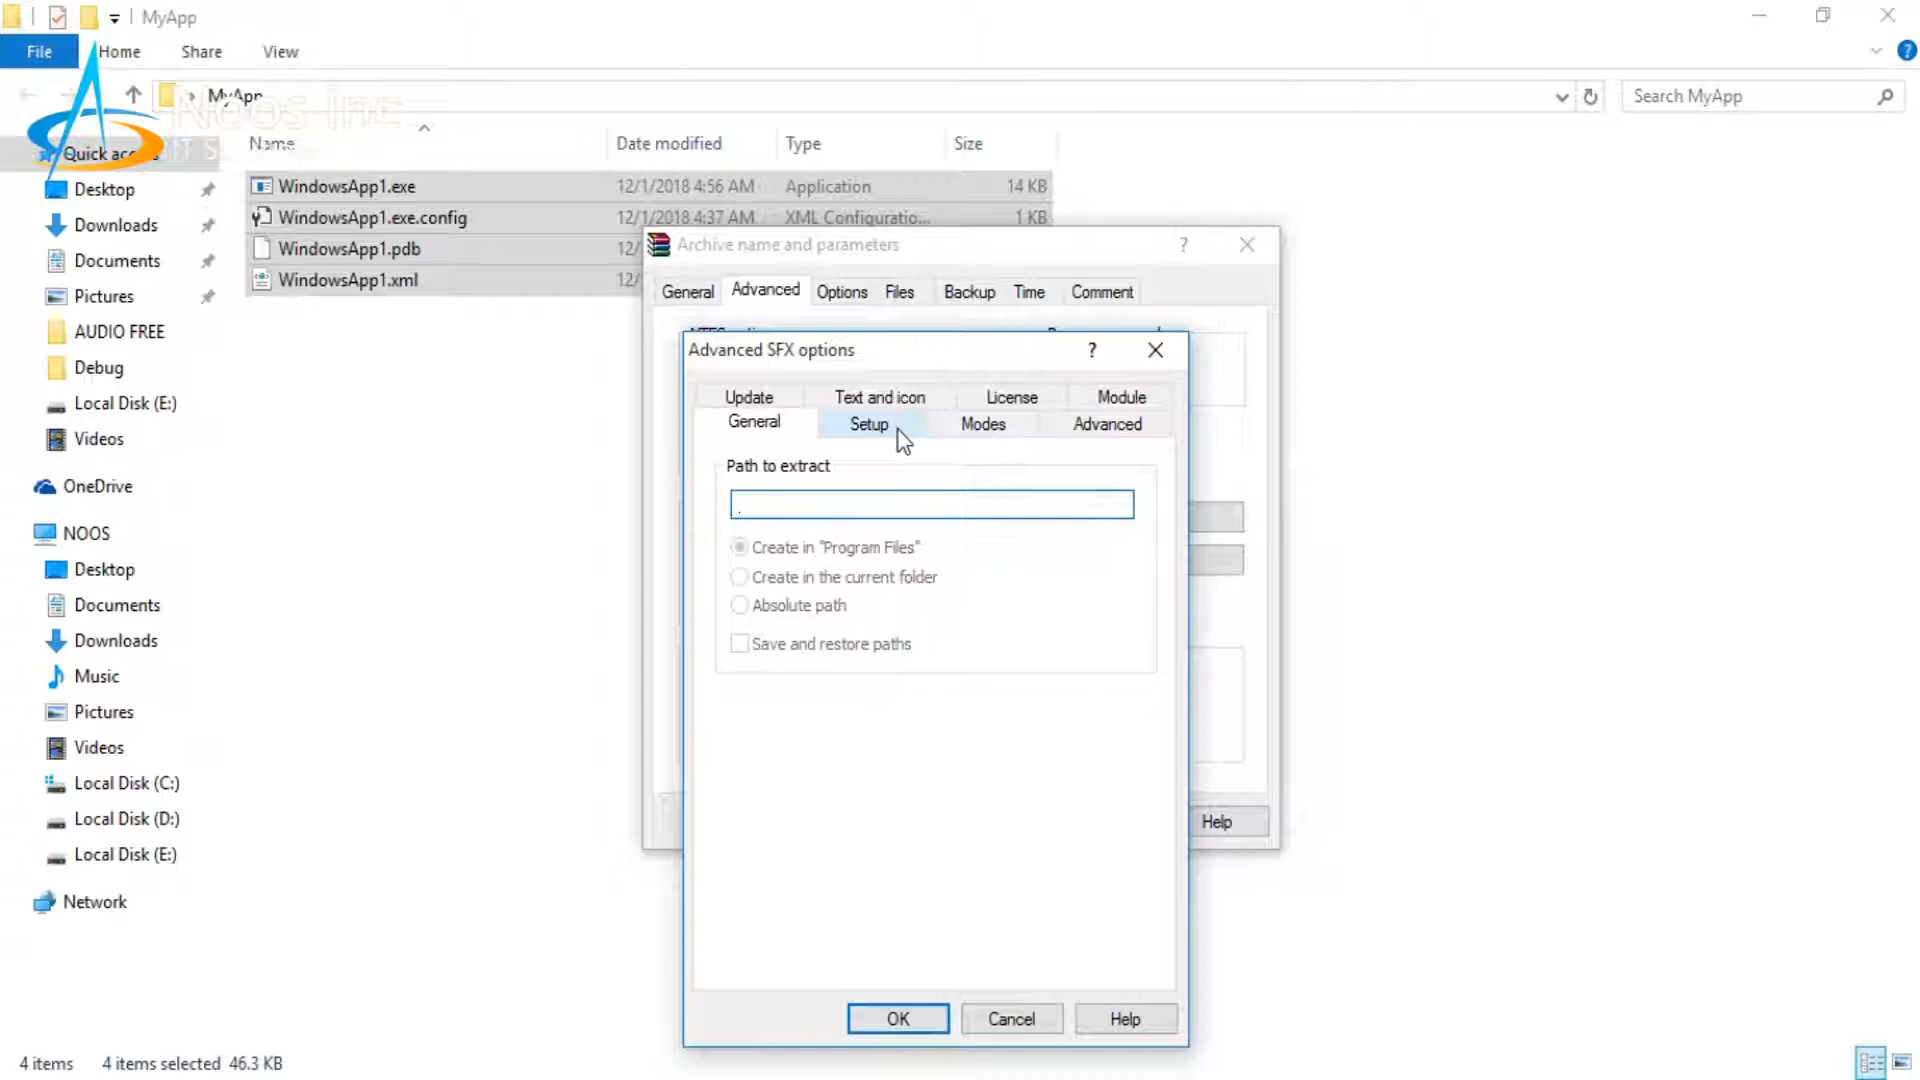 MyApp
File Home Share View
MyApp
Search MyApp
NOOS Inc
Name Date modified Type Size
Quick acc
WindowsApp1.exe 12/1/2018 4:56 AM Application 14 KB
WindowsApp1.exe.config 12/1/2018 4:37 AM XML Configuratio... 1 KB
WindowsApp1.pdb 12/
WindowsApp1.xml 12/
Desktop
Downloads
Documents
Pictures
AUDIO FREE
Debug
Local Disk (E:)
Videos
OneDrive
NOOS
Desktop
Documents
Downloads
Music
Pictures
Videos
Local Disk (C:)
Local Disk (D:)
Local Disk (E:)
Network
Archive name and parameters
General Advanced Options Files Backup Time Comment
Advanced SFX options
Update Text and icon License Module
General Setup Modes Advanced
Path to extract
.
Create in "Program Files"
Create in the current folder
Absolute path
Save and restore paths
Help
OK Cancel Help
4 items 4 items selected 46.3 KB